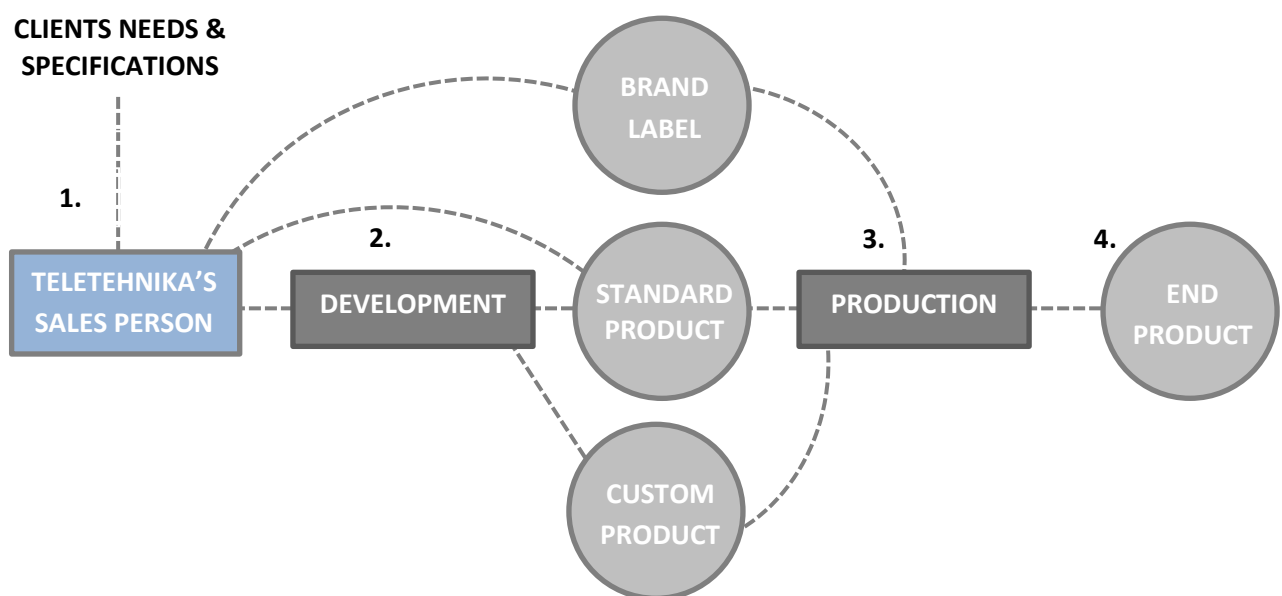 CLIENTS NEEDS &
SPECIFICATIONS
BRAND
LABEL
1.
2.
3.
4.
TELETEHNIKA'S
SALES PERSON
DEVELOPMENT
STANDARD
PRODUCT
PRODUCTION
END
PRODUCT
CUSTOM
PRODUCT